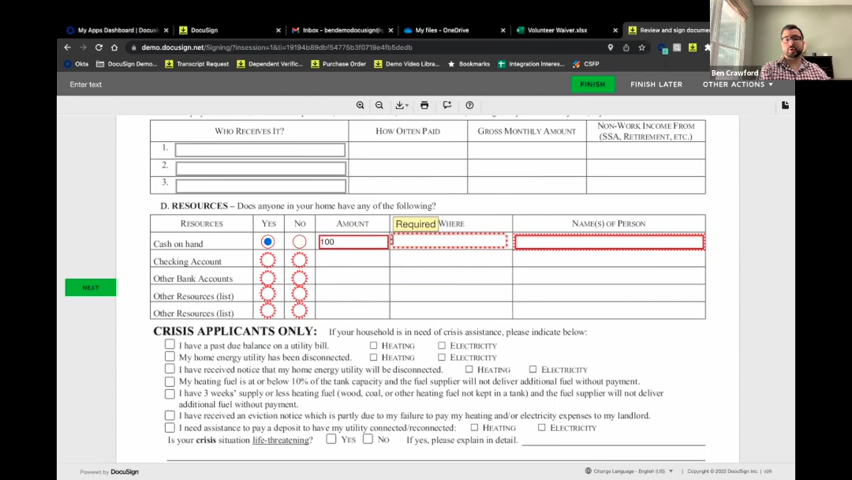 My Apps Dashboard | Docus
DocuSign
Inbox - bendemodocusign@
My files - OneDrive
Volunteer Waiver.xlsx
Review and sign document
demo.docusign.net/Signing/?insession=1&ti=19194b89dbf54775b3f0719e4fb5dedb
Okta
DocuSign Demo...
Transcript Request
Dependent Verific...
Purchase Order
Demo Video Libra...
Bookmarks
Integration Interes...
CSFP
Ben Crawford
Enter text
FINISH
FINISH LATER
OTHER ACTIONS
WHO RECEIVES IT?
HOW OFTEN PAID
GROSS MONTHLY AMOUNT
NON-WORK INCOME FROM
(SSA, RETIREMENT, ETC.)
1.
2.
3.
D. RESOURCES – Does anyone in your home have any of the following?
RESOURCES
YES
NO
AMOUNT
Required
WHERE
NAME(S) OF PERSON
Cash on hand
100
Checking Account
Other Bank Accounts
NEXT
Other Resources (list)
Other Resources (list)
CRISIS APPLICANTS ONLY: If your household is in need of crisis assistance, please indicate below:
I have a past due balance on a utility bill. HEATING ELECTRICITY
My home energy utility has been disconnected. HEATING ELECTRICITY
I have received notice that my home energy utility will be disconnected. HEATING ELECTRICITY
My heating fuel is at or below 10% of the tank capacity and the fuel supplier will not deliver additional fuel without payment.
I have 3 weeks' supply or less heating fuel (wood, coal, or other heating fuel not kept in a tank) and the fuel supplier will not deliver
additional fuel without payment.
I have received an eviction notice which is partly due to my failure to pay my heating and/or electricity expenses to my landlord.
I need assistance to pay a deposit to have my utility connected/reconnected: HEATING ELECTRICITY
Is your crisis situation life-threatening? YES NO If yes, please explain in detail.
Powered by DocuSign
Change Language - English (US)
Copyright © 2022 DocuSign Inc.